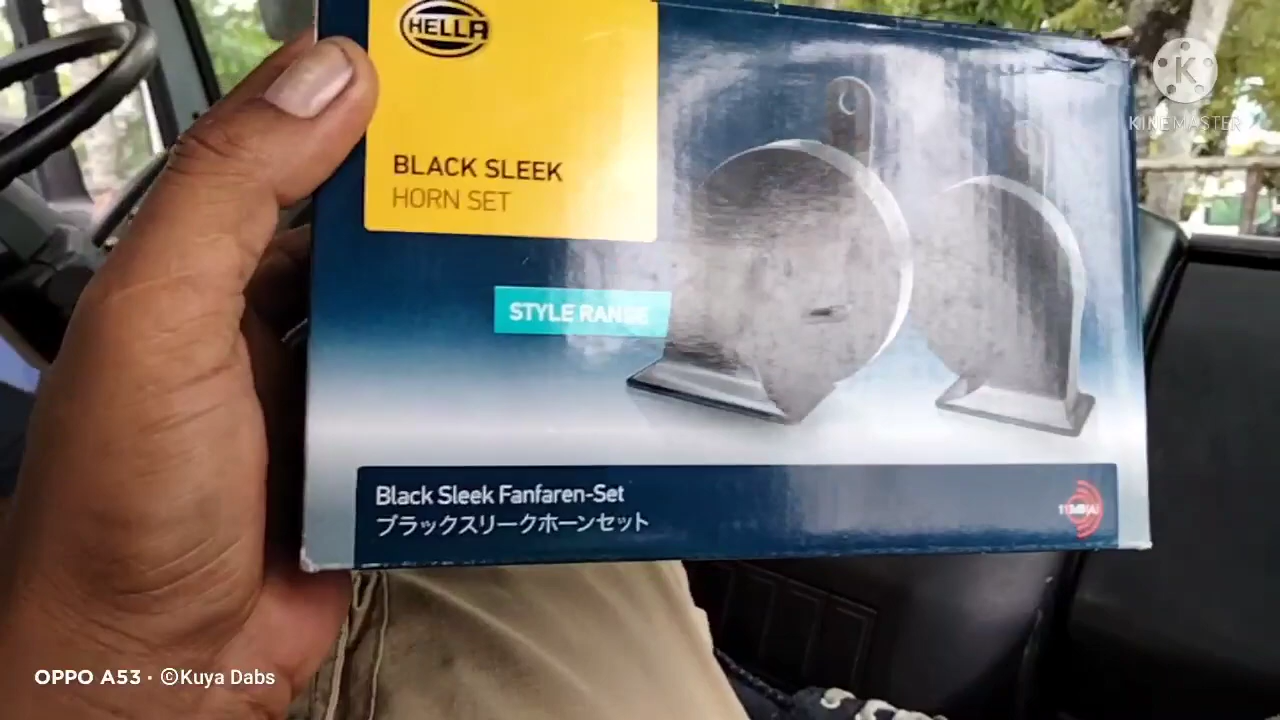 HELLA
K
KINEMASTER
BLACK SLEEK
HORN SET
STYLE RANGE
Black Sleek Fanfaren-Set
ブラックスリークホーンセット
OPPO A53 · ©Kuya Dabs